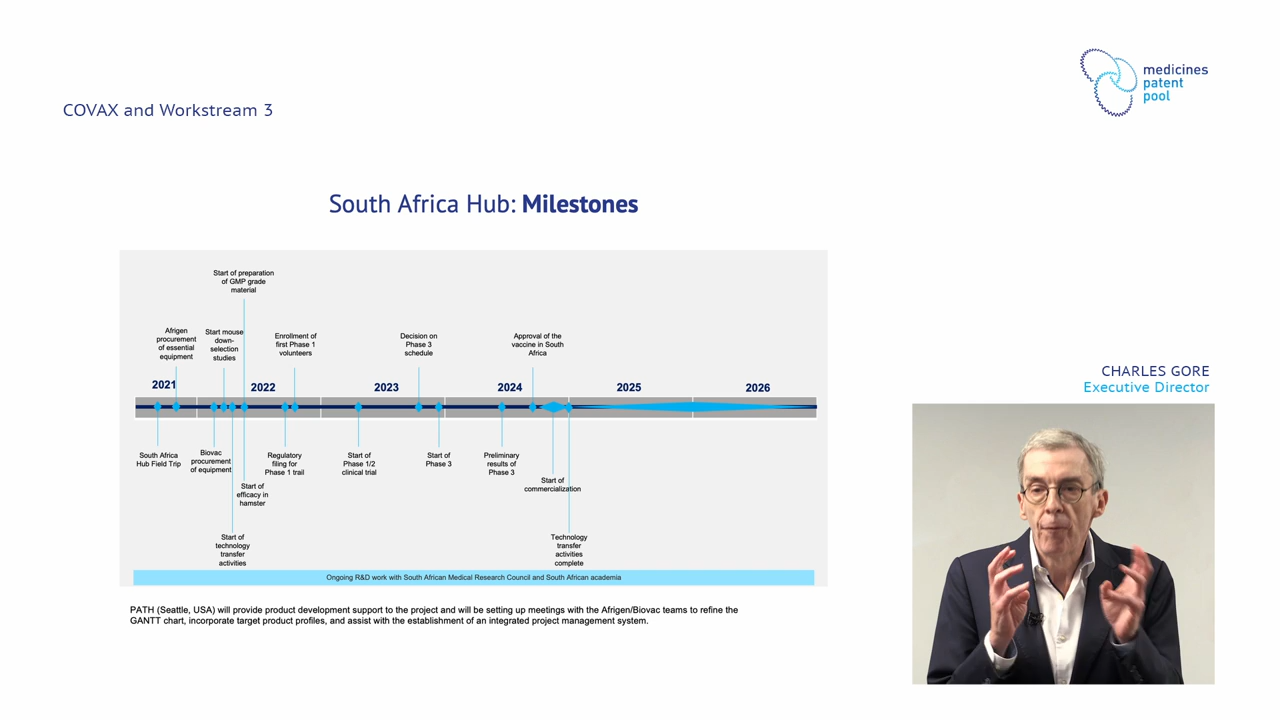 medicines
patent
pool
COVAX and Workstream 3
South Africa Hub: Milestones
Start of preparation
of GMP grade
material
Afrigen
procurement
of essential
equipment
Start mouse
down-
selection
studies
Enrollment of
first Phase 1
volunteers
Decision on
Phase 3
schedule
Approval of the
vaccine in South
Africa
2021
2022
2023
2024
2025
2026
South Africa
Hub Field Trip
Biovac
procurement
of equipment
Regulatory
filing for
Phase 1 trail
Start of
Phase 1/2
clinical trial
Start of
Phase 3
Preliminary
results of
Phase 3
Start of
commercialization
Start of
efficacy in
hamster
Start of
technology
transfer
activities
Technology
transfer
activities
complete
Ongoing R&D work with South African Medical Research Council and South African academia
PATH (Seattle, USA) will provide product development support to the project and will be setting up meetings with the Afrigen/Biovac teams to refine the
GANTT chart, incorporate target product profiles, and assist with the establishment of an integrated project management system.
CHARLES GORE
Executive Director